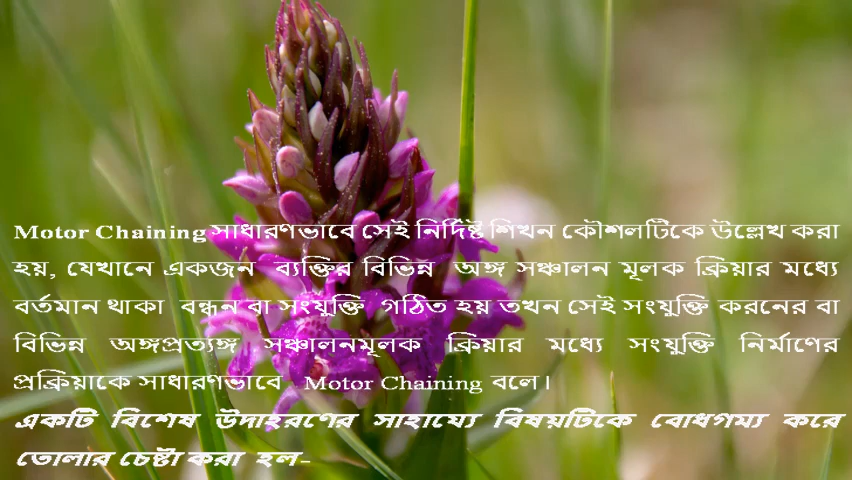 Motor Chaining সাধারণভাবে সেই নির্দিষ্ট শিখন কৌশলটিকে উল্লেখ করা
হয়, যেখানে একজন ব্যক্তির বিভিন্ন অঙ্গ সঞ্চালন মূলক ক্রিয়ার মধ্যে
বর্তমান থাকা বন্ধন বা সংযুক্তি গঠিত হয় তখন সেই সংযুক্তি করনের বা
বিভিন্ন অঙ্গপ্রত্যঙ্গ সঞ্চালনমূলক ক্রিয়ার মধ্যে সংযুক্তি নির্মাণের
প্রক্রিয়াকে সাধারণভাবে Motor Chaining বলে।
একটি বিশেষ উদাহরণের সাহায্যে বিষয়টিকে বোধগম্য করে
তোলার চেষ্টা করা হল-